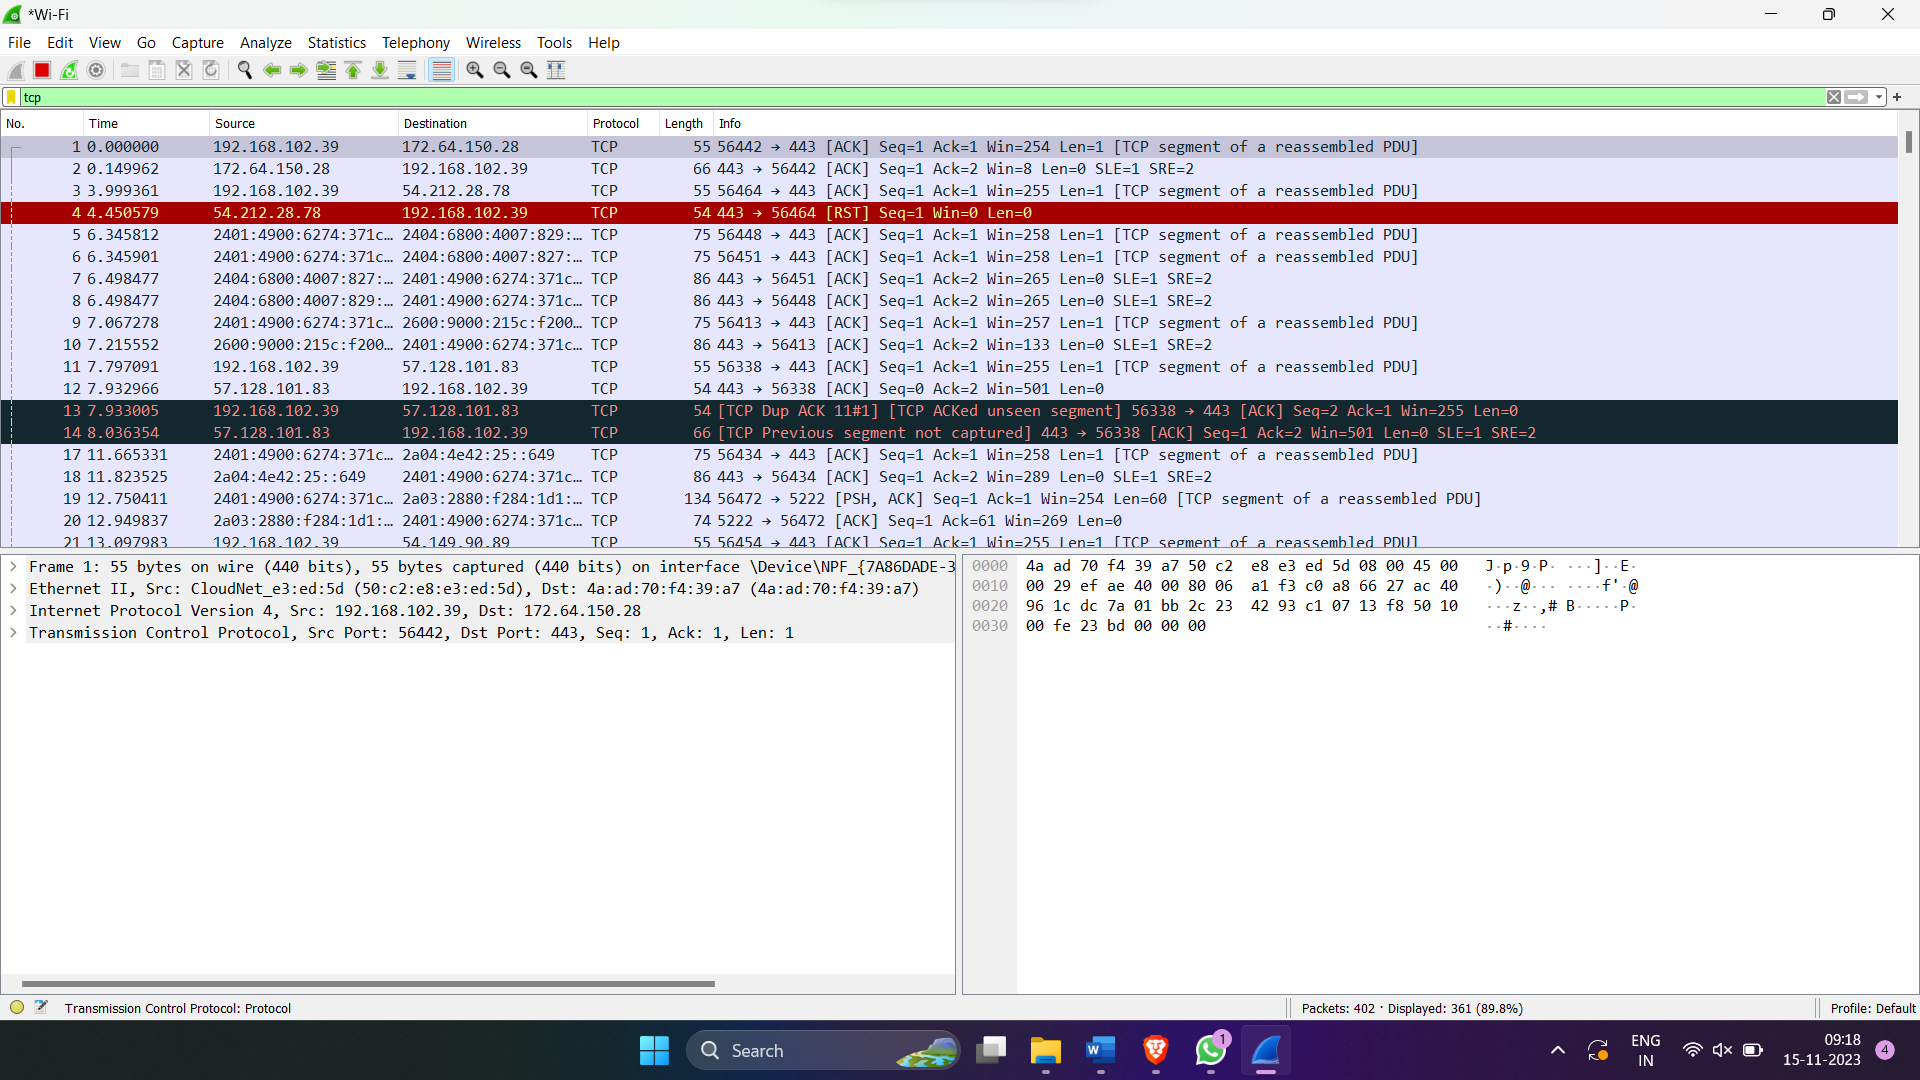 *Wi-Fi
File Edit View Go Capture Analyze Statistics Telephony Wireless Tools Help
tcp
No. Time Source Destination Protocol Length Info
1 0.000000 192.168.102.39 172.64.150.28 TCP 55 56442 → 443 [ACK] Seq=1 Ack=1 Win=254 Len=1 [TCP segment of a reassembled PDU]
2 0.149962 172.64.150.28 192.168.102.39 TCP 66 443 → 56442 [ACK] Seq=1 Ack=2 Win=8 Len=0 SLE=1 SRE=2
3 3.999361 192.168.102.39 54.212.28.78 TCP 55 56464 → 443 [ACK] Seq=1 Ack=1 Win=255 Len=1 [TCP segment of a reassembled PDU]
4 4.450579 54.212.28.78 192.168.102.39 TCP 54 443 → 56464 [RST] Seq=1 Win=0 Len=0
5 6.345812 2401:4900:6274:371c… 2404:6800:4007:829:… TCP 75 56448 → 443 [ACK] Seq=1 Ack=1 Win=258 Len=1 [TCP segment of a reassembled PDU]
6 6.345901 2401:4900:6274:371c… 2404:6800:4007:827:… TCP 75 56451 → 443 [ACK] Seq=1 Ack=1 Win=258 Len=1 [TCP segment of a reassembled PDU]
7 6.498477 2404:6800:4007:827:… 2401:4900:6274:371c… TCP 86 443 → 56451 [ACK] Seq=1 Ack=2 Win=265 Len=0 SLE=1 SRE=2
8 6.498477 2404:6800:4007:829:… 2401:4900:6274:371c… TCP 86 443 → 56448 [ACK] Seq=1 Ack=2 Win=265 Len=0 SLE=1 SRE=2
9 7.067278 2401:4900:6274:371c… 2600:9000:215c:f200… TCP 75 56413 → 443 [ACK] Seq=1 Ack=1 Win=257 Len=1 [TCP segment of a reassembled PDU]
10 7.215552 2600:9000:215c:f200… 2401:4900:6274:371c… TCP 86 443 → 56413 [ACK] Seq=1 Ack=2 Win=133 Len=0 SLE=1 SRE=2
11 7.797091 192.168.102.39 57.128.101.83 TCP 55 56338 → 443 [ACK] Seq=1 Ack=1 Win=255 Len=1 [TCP segment of a reassembled PDU]
12 7.932966 57.128.101.83 192.168.102.39 TCP 54 443 → 56338 [ACK] Seq=0 Ack=2 Win=501 Len=0
13 7.933005 192.168.102.39 57.128.101.83 TCP 54 [TCP Dup ACK 11#1] [TCP ACKed unseen segment] 56338 → 443 [ACK] Seq=2 Ack=1 Win=255 Len=0
14 8.036354 57.128.101.83 192.168.102.39 TCP 66 [TCP Previous segment not captured] 443 → 56338 [ACK] Seq=1 Ack=2 Win=501 Len=0 SLE=1 SRE=2
17 11.665331 2401:4900:6274:371c… 2a04:4e42:25::649 TCP 75 56434 → 443 [ACK] Seq=1 Ack=1 Win=258 Len=1 [TCP segment of a reassembled PDU]
18 11.823525 2a04:4e42:25::649 2401:4900:6274:371c… TCP 86 443 → 56434 [ACK] Seq=1 Ack=2 Win=289 Len=0 SLE=1 SRE=2
19 12.750411 2401:4900:6274:371c… 2a03:2880:f284:1d1:… TCP 134 56472 → 5222 [PSH, ACK] Seq=1 Ack=1 Win=254 Len=60 [TCP segment of a reassembled PDU]
20 12.949837 2a03:2880:f284:1d1:… 2401:4900:6274:371c… TCP 74 5222 → 56472 [ACK] Seq=1 Ack=61 Win=269 Len=0
21 13.097983 192.168.102.39 54.149.90.89 TCP 55 56454 → 443 [ACK] Seq=1 Ack=1 Win=255 Len=1 [TCP segment of a reassembled PDU]
Frame 1: 55 bytes on wire (440 bits), 55 bytes captured (440 bits) on interface \Device\NPF_{7A86DADE-3
Ethernet II, Src: CloudNet_e3:ed:5d (50:c2:e8:e3:ed:5d), Dst: 4a:ad:70:f4:39:a7 (4a:ad:70:f4:39:a7)
Internet Protocol Version 4, Src: 192.168.102.39, Dst: 172.64.150.28
Transmission Control Protocol, Src Port: 56442, Dst Port: 443, Seq: 1, Ack: 1, Len: 1
0000 4a ad 70 f4 39 a7 50 c2 e8 e3 ed 5d 08 00 45 00 J·p·9·P· ···]··E·
0010 00 29 ef ae 40 00 80 06 a1 f3 c0 a8 66 27 ac 40 ·)··@··· ····f'·@
0020 96 1c dc 7a 01 bb 2c 23 42 93 c1 07 13 f8 50 10 ···z··,# B·····P·
0030 00 fe 23 bd 00 00 00 ··#····
Transmission Control Protocol: Protocol
Packets: 402 · Displayed: 361 (89.8%)
Profile: Default
Search
W
1
ENG
IN
09:18
15-11-2023
4